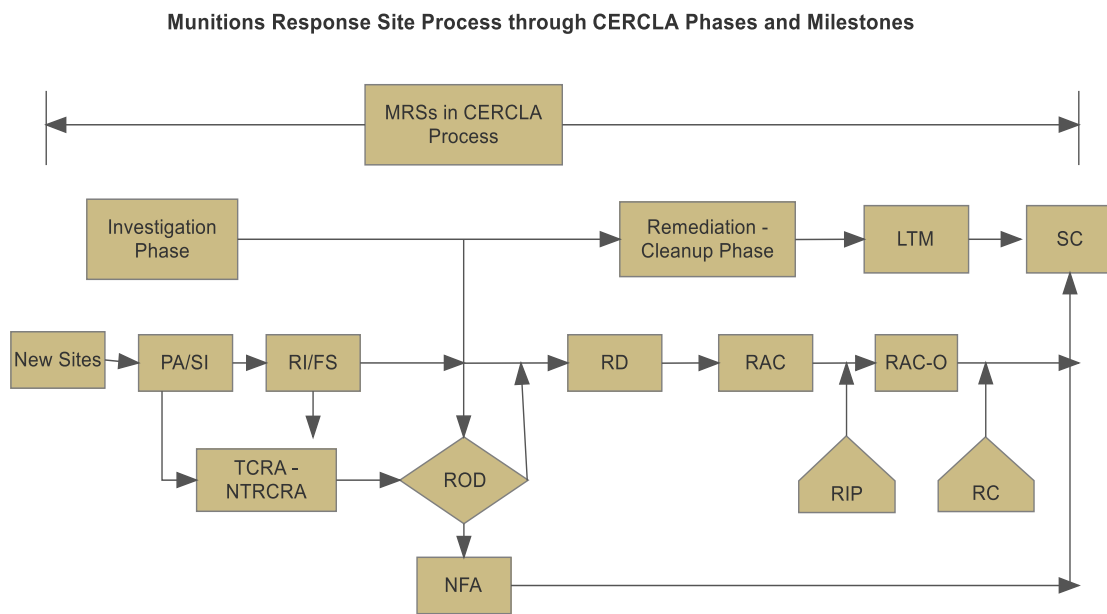 Munitions Response Site Process through CERCLA Phases and Milestones
MRSs in CERCLA
Process
Investigation
Phase
Remediation -
Cleanup Phase
LTM
SC
New Sites
PA/SI
RI/FS
RD
RAC
RAC-O
TCRA -
NTRCRA
ROD
RIP
RC
NFA